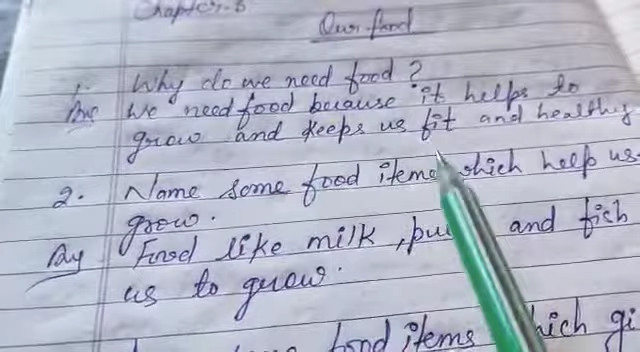 Chapter-
Our food
1. Why do we need food ?
Ans We need food because it helps to
grow and keeps us fit and healthy
2. Name some food items which help us
grow.
Food like milk, and fish
us to grow.
food items which